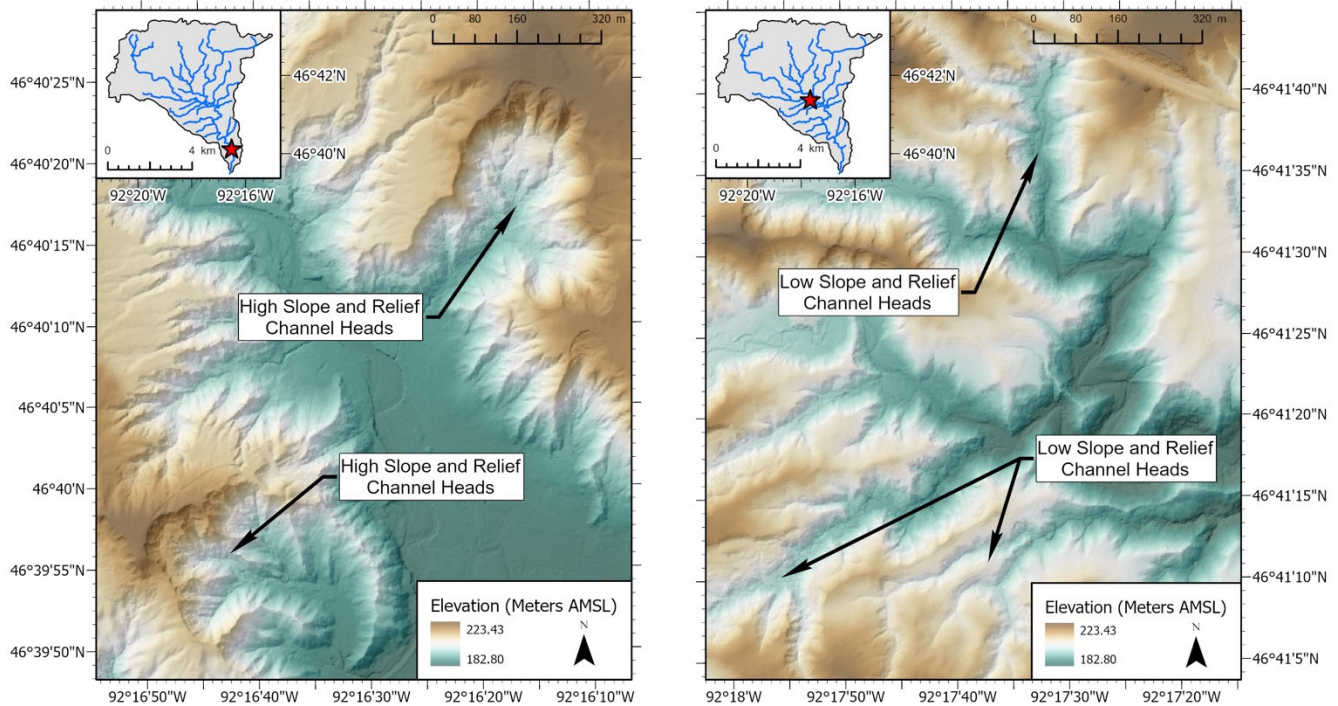 0 80 160 320 m
46°42'N
46°40'N
0 4 km
92°20'W 92°16'W
46°40'25"N
46°40'20"N
46°40'15"N
46°40'10"N
46°40'5"N
46°40'N
46°39'55"N
46°39'50"N
High Slope and Relief
Channel Heads
High Slope and Relief
Channel Heads
Elevation (Meters AMSL)
223.43
182.80
N
92°16'50"W 92°16'40"W 92°16'30"W 92°16'20"W 92°16'10"W
0 80 160 320 m
46°42'N
46°40'N
0 4 km
92°20'W 92°16'W
46°41'40"N
46°41'35"N
46°41'30"N
46°41'25"N
46°41'20"N
46°41'15"N
46°41'10"N
46°41'5"N
Low Slope and Relief
Channel Heads
Low Slope and Relief
Channel Heads
Elevation (Meters AMSL)
223.43
182.80
N
92°18'W 92°17'50"W 92°17'40"W 92°17'30"W 92°17'20"W